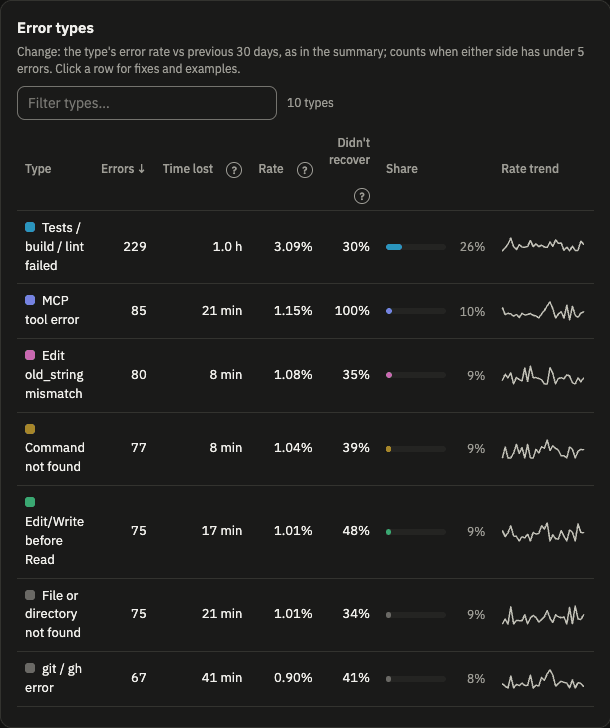 Error types
Change: the type's error rate vs previous 30 days, as in the summary; counts when either side has under 5
errors. Click a row for fixes and examples.
Filter types...
10 types
Type
Errors ↓
Time lost ?
Rate ?
Didn't
recover
?
Share
Rate trend
Tests /
build / lint
failed
229
1.0 h
3.09%
30%
26%
MCP
tool error
85
21 min
1.15%
100%
10%
Edit
old_string
mismatch
80
8 min
1.08%
35%
9%
Command
not found
77
8 min
1.04%
39%
9%
Edit/Write
before
Read
75
17 min
1.01%
48%
9%
File or
directory
not found
75
21 min
1.01%
34%
9%
git / gh
error
67
41 min
0.90%
41%
8%